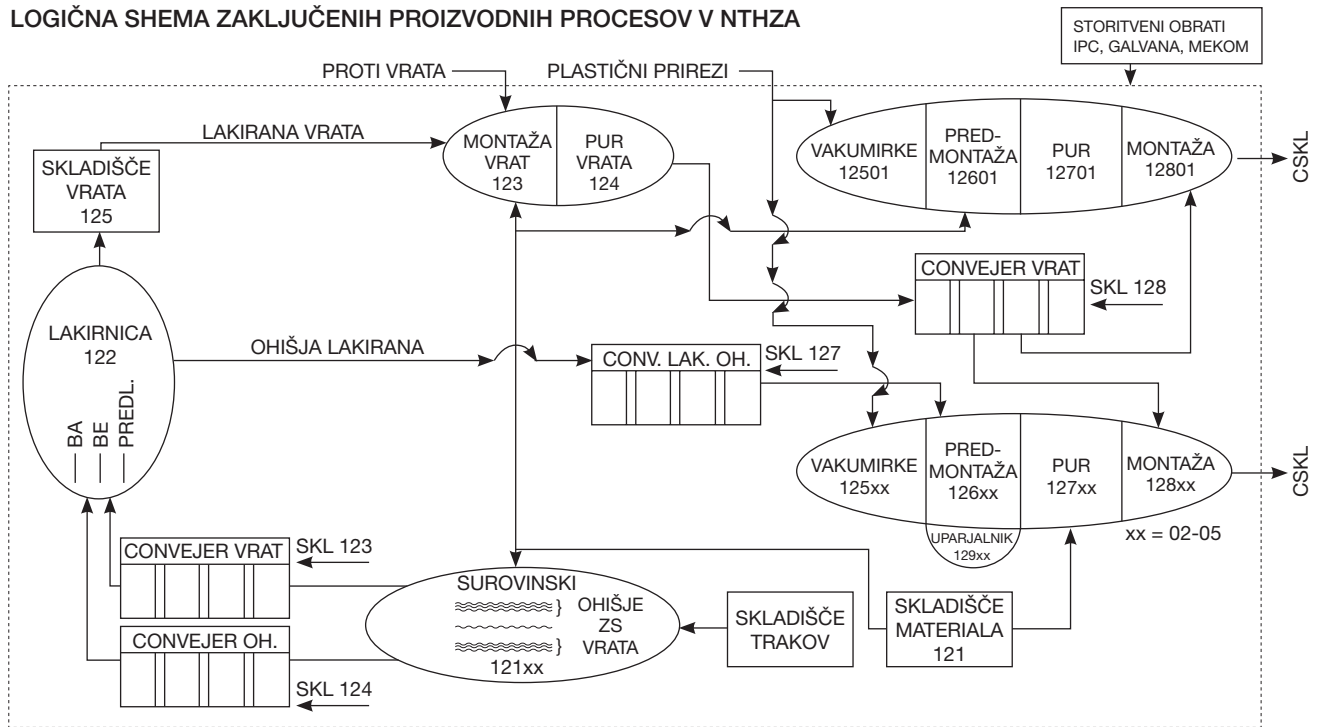 LOGIČNA SHEMA ZAKLJUČENIH PROIZVODNIH PROCESOV V NTHZA
STORITVENI OBRATI
IPC, GALVANA, MEKOM
PROTI VRATA
PLASTIČNI PRIREZI
LAKIRANA VRATA
SKLADIŠČE
VRATA
125
MONTAŽA
VRAT
123
PUR
VRATA
124
VAKUMIRKE
12501
PRED-
MONTAŽA
12601
PUR
12701
MONTAŽA
12801
CSKL
CONVEJER VRAT
SKL 128
LAKIRNICA
122
BA
BE
PREDL.
OHIŠJA LAKIRANA
CONV. LAK. OH.
SKL 127
VAKUMIRKE
125xx
PRED-
MONTAŽA
126xx
PUR
127xx
MONTAŽA
128xx
CSKL
UPARJALNIK
129xx
xx = 02-05
CONVEJER VRAT
SKL 123
CONVEJER OH.
SKL 124
SUROVINSKI
} OHIŠJE
ZS
} VRATA
121xx
SKLADIŠČE
TRAKOV
SKLADIŠČE
MATERIALA
121